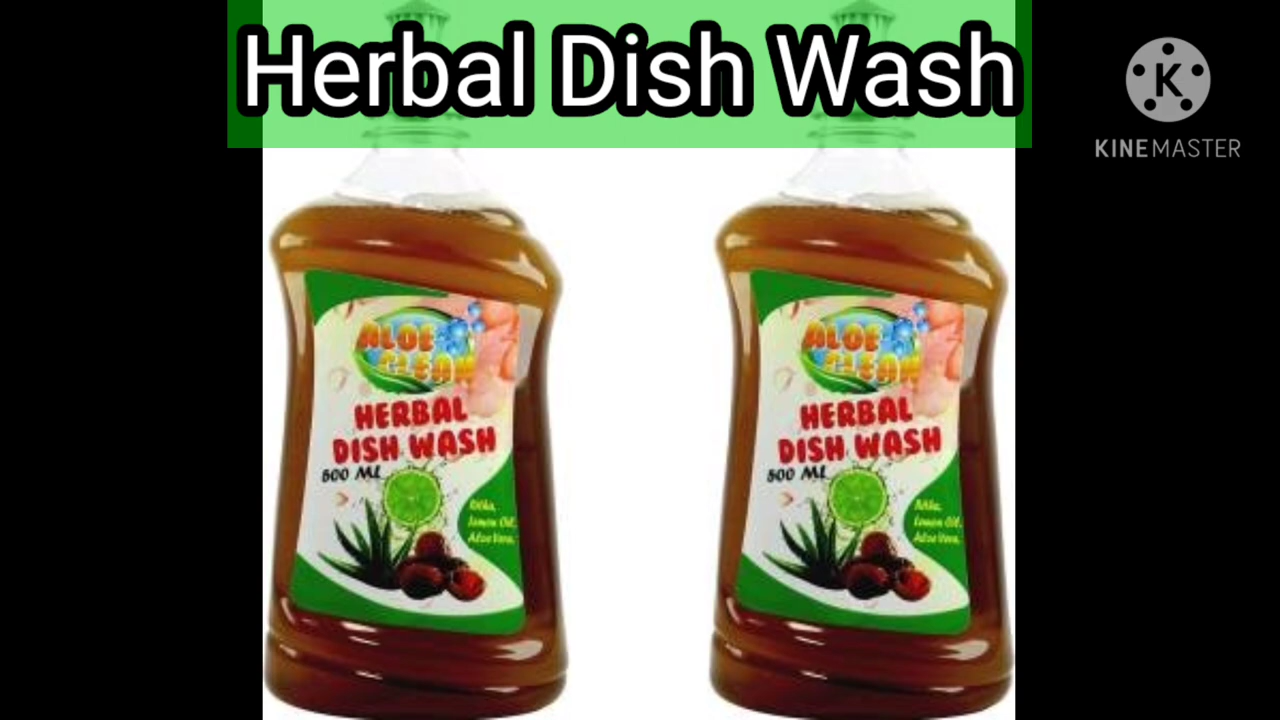 Herbal Dish Wash
K
KINEMASTER
ALOE
CLEAN
HERBAL
DISH WASH
500 ML
Ritha,
Lemon Oil,
Aloe Vera,
ALOE
CLEAN
HERBAL
DISH WASH
500 ML
Ritha,
Lemon Oil,
Aloe Vera,